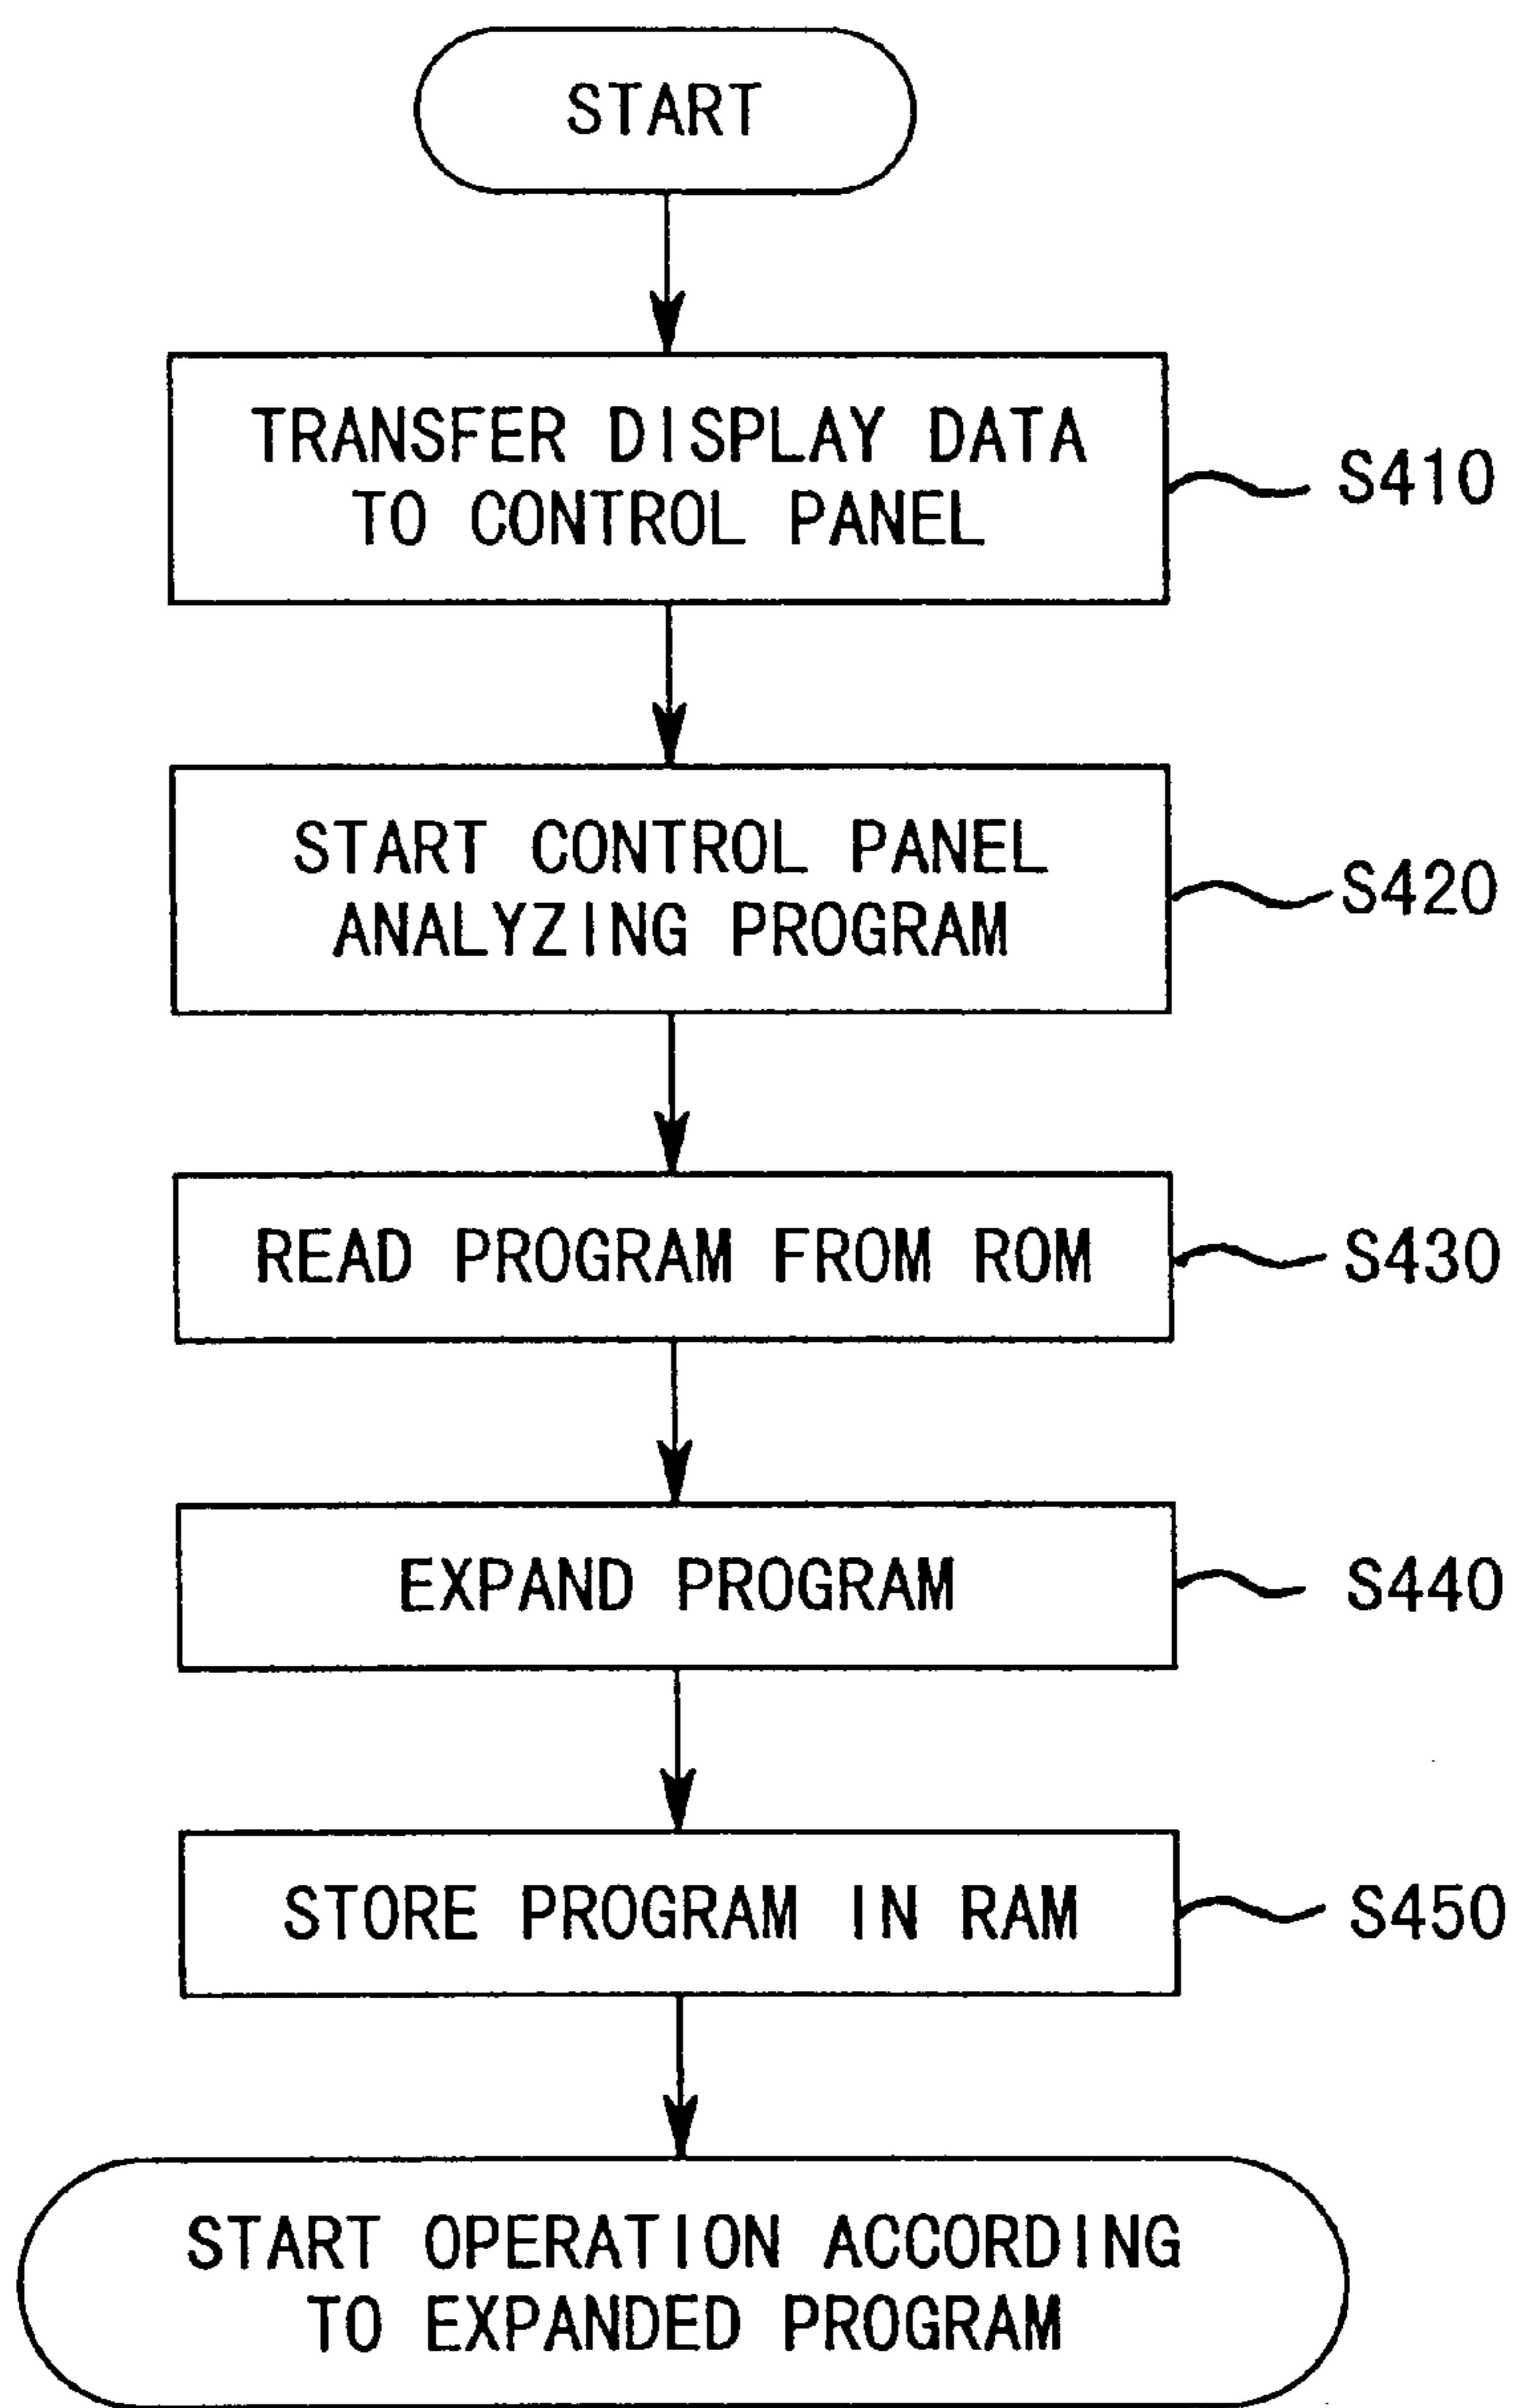 START
TRANSFER DISPLAY DATA
TO CONTROL PANEL
S410
START CONTROL PANEL
ANALYZING PROGRAM
S420
READ PROGRAM FROM ROM
S430
EXPAND PROGRAM
S440
STORE PROGRAM IN RAM
S450
START OPERATION ACCORDING
TO EXPANDED PROGRAM